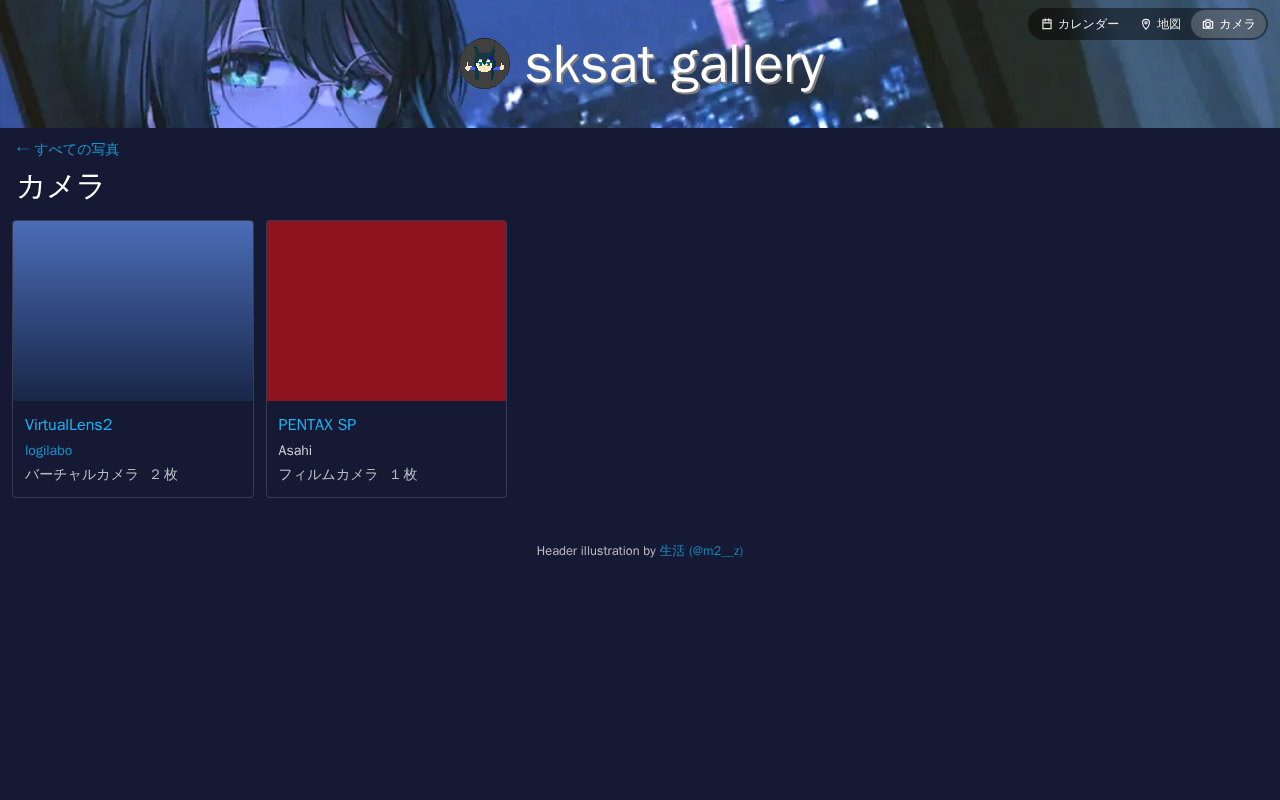 カレンダー
地図
カメラ
sksat gallery
← すべての写真
カメラ
VirtualLens2
logilabo
バーチャルカメラ 2 枚
PENTAX SP
Asahi
フィルムカメラ 1 枚
Header illustration by 生活 (@m2__z)